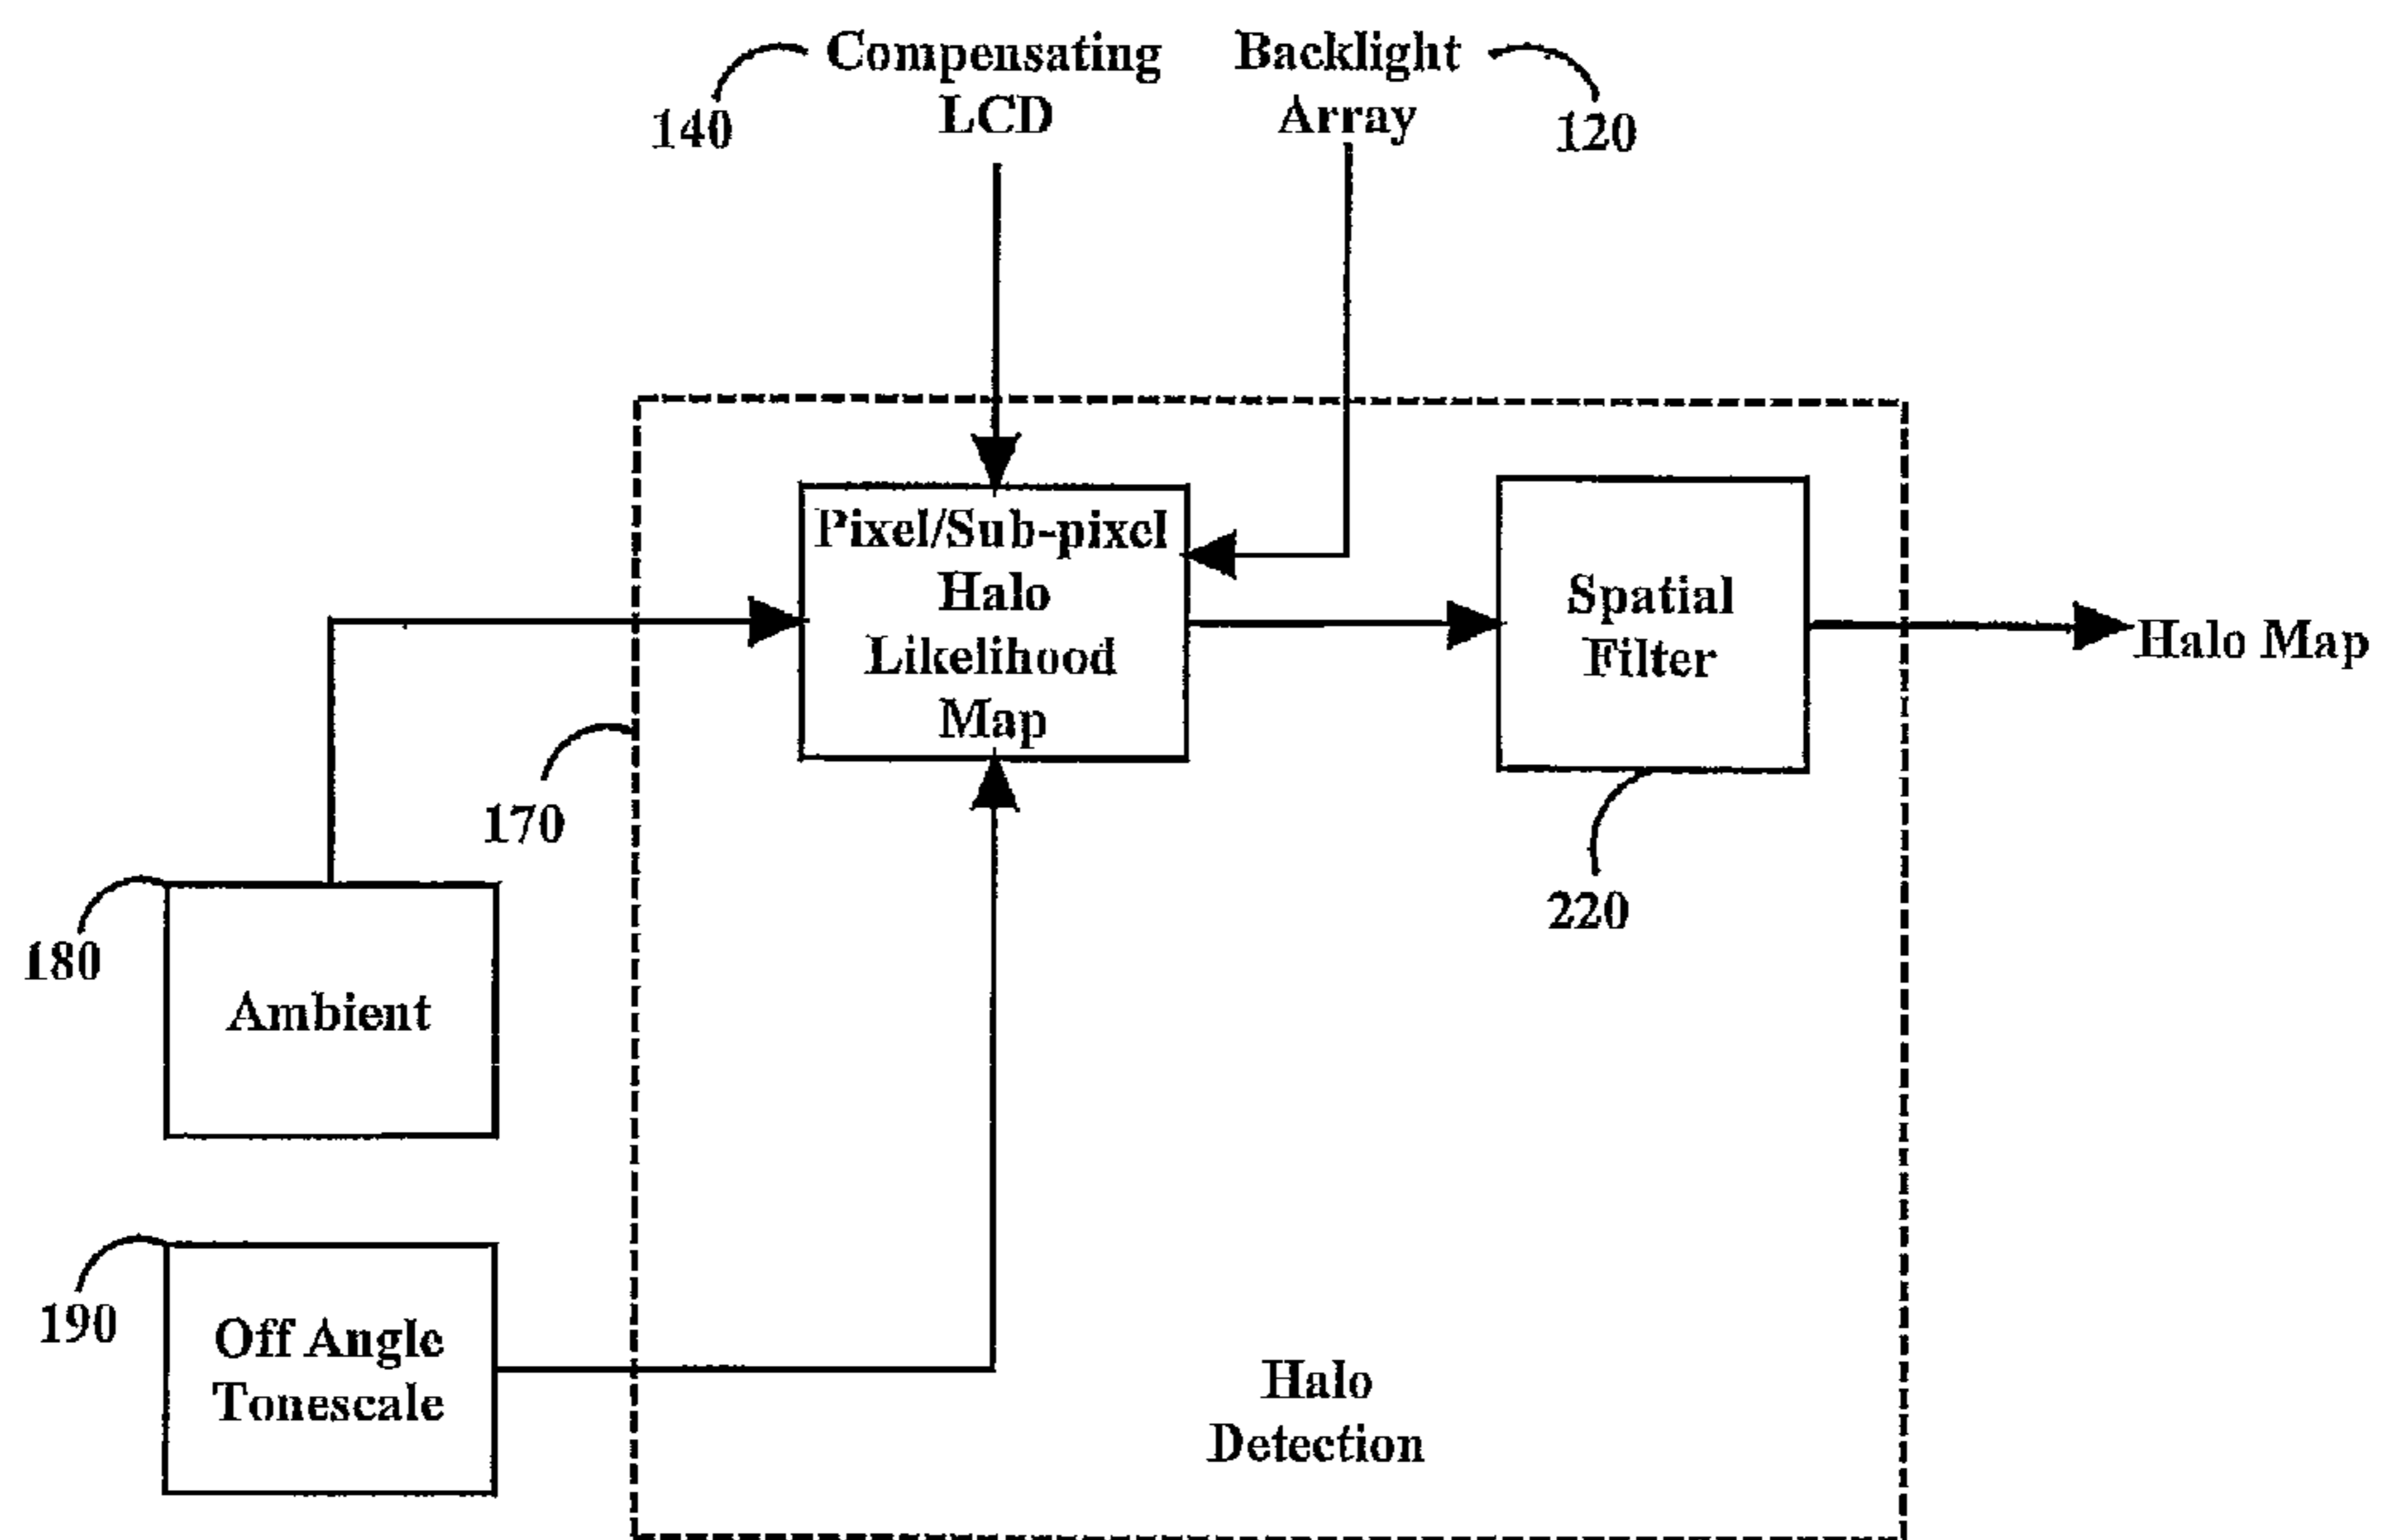 Compensating
LCD
140
Backlight
Array
120
Pixel/Sub-pixel
Halo
Likelihood
Map
Spatial
Filter
Halo Map
170
220
180
Ambient
190
Off Angle
Tonescale
Halo
Detection